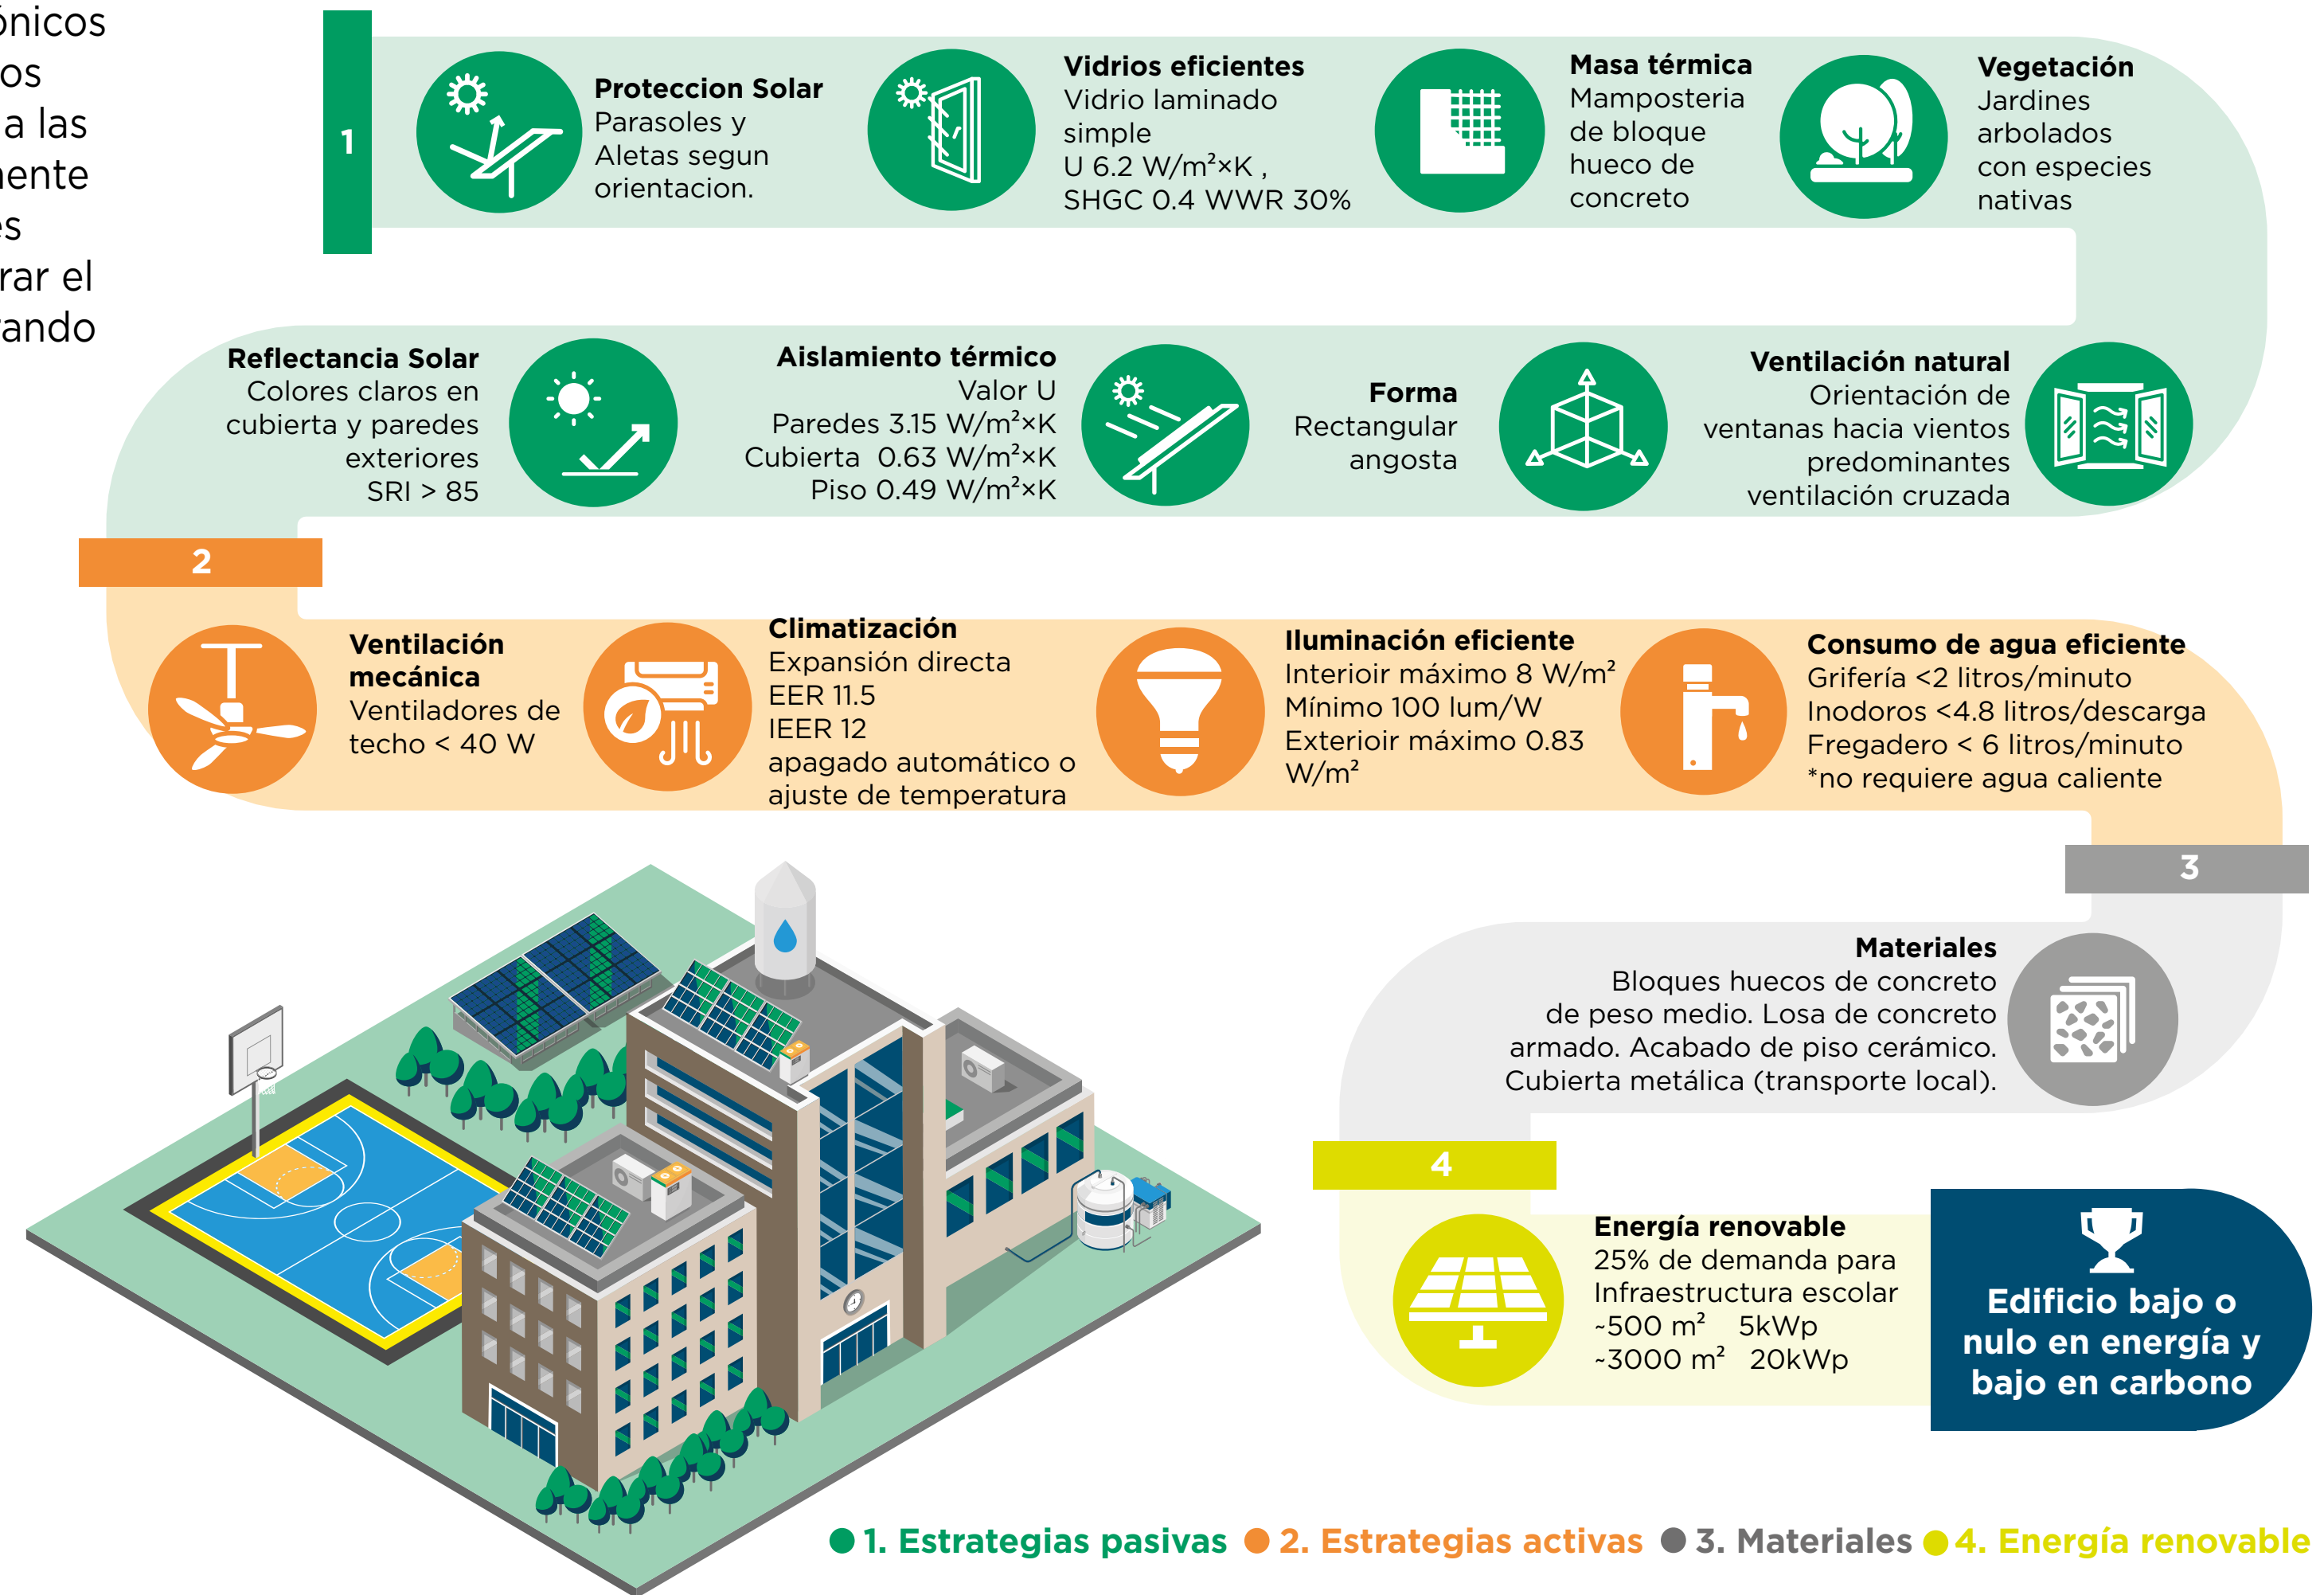 ónicos
os
a las
nente
es
rar el
rando
1
Proteccion Solar
Parasoles y
Aletas segun
orientacion.
Vidrios eficientes
Vidrio laminado
simple
U 6.2 W/m²×K ,
SHGC 0.4 WWR 30%
Masa térmica
Mamposteria
de bloque
hueco de
concreto
Vegetación
Jardines
arbolados
con especies
nativas
Reflectancia Solar
Colores claros en
cubierta y paredes
exteriores
SRI > 85
Aislamiento térmico
Valor U
Paredes 3.15 W/m²×K
Cubierta 0.63 W/m²×K
Piso 0.49 W/m²×K
Forma
Rectangular
angosta
Ventilación natural
Orientación de
ventanas hacia vientos
predominantes
ventilación cruzada
2
Ventilación
mecánica
Ventiladores de
techo < 40 W
Climatización
Expansión directa
EER 11.5
IEER 12
apagado automático o
ajuste de temperatura
Iluminación eficiente
Interioir máximo 8 W/m²
Mínimo 100 lum/W
Exterioir máximo 0.83
W/m²
Consumo de agua eficiente
Grifería <2 litros/minuto
Inodoros <4.8 litros/descarga
Fregadero < 6 litros/minuto
*no requiere agua caliente
3
Materiales
Bloques huecos de concreto
de peso medio. Losa de concreto
armado. Acabado de piso cerámico.
Cubierta metálica (transporte local).
4
Energía renovable
25% de demanda para
Infraestructura escolar
~500 m² 5kWp
~3000 m² 20kWp
Edificio bajo o
nulo en energía y
bajo en carbono
1. Estrategias pasivas 2. Estrategias activas 3. Materiales 4. Energía renovable